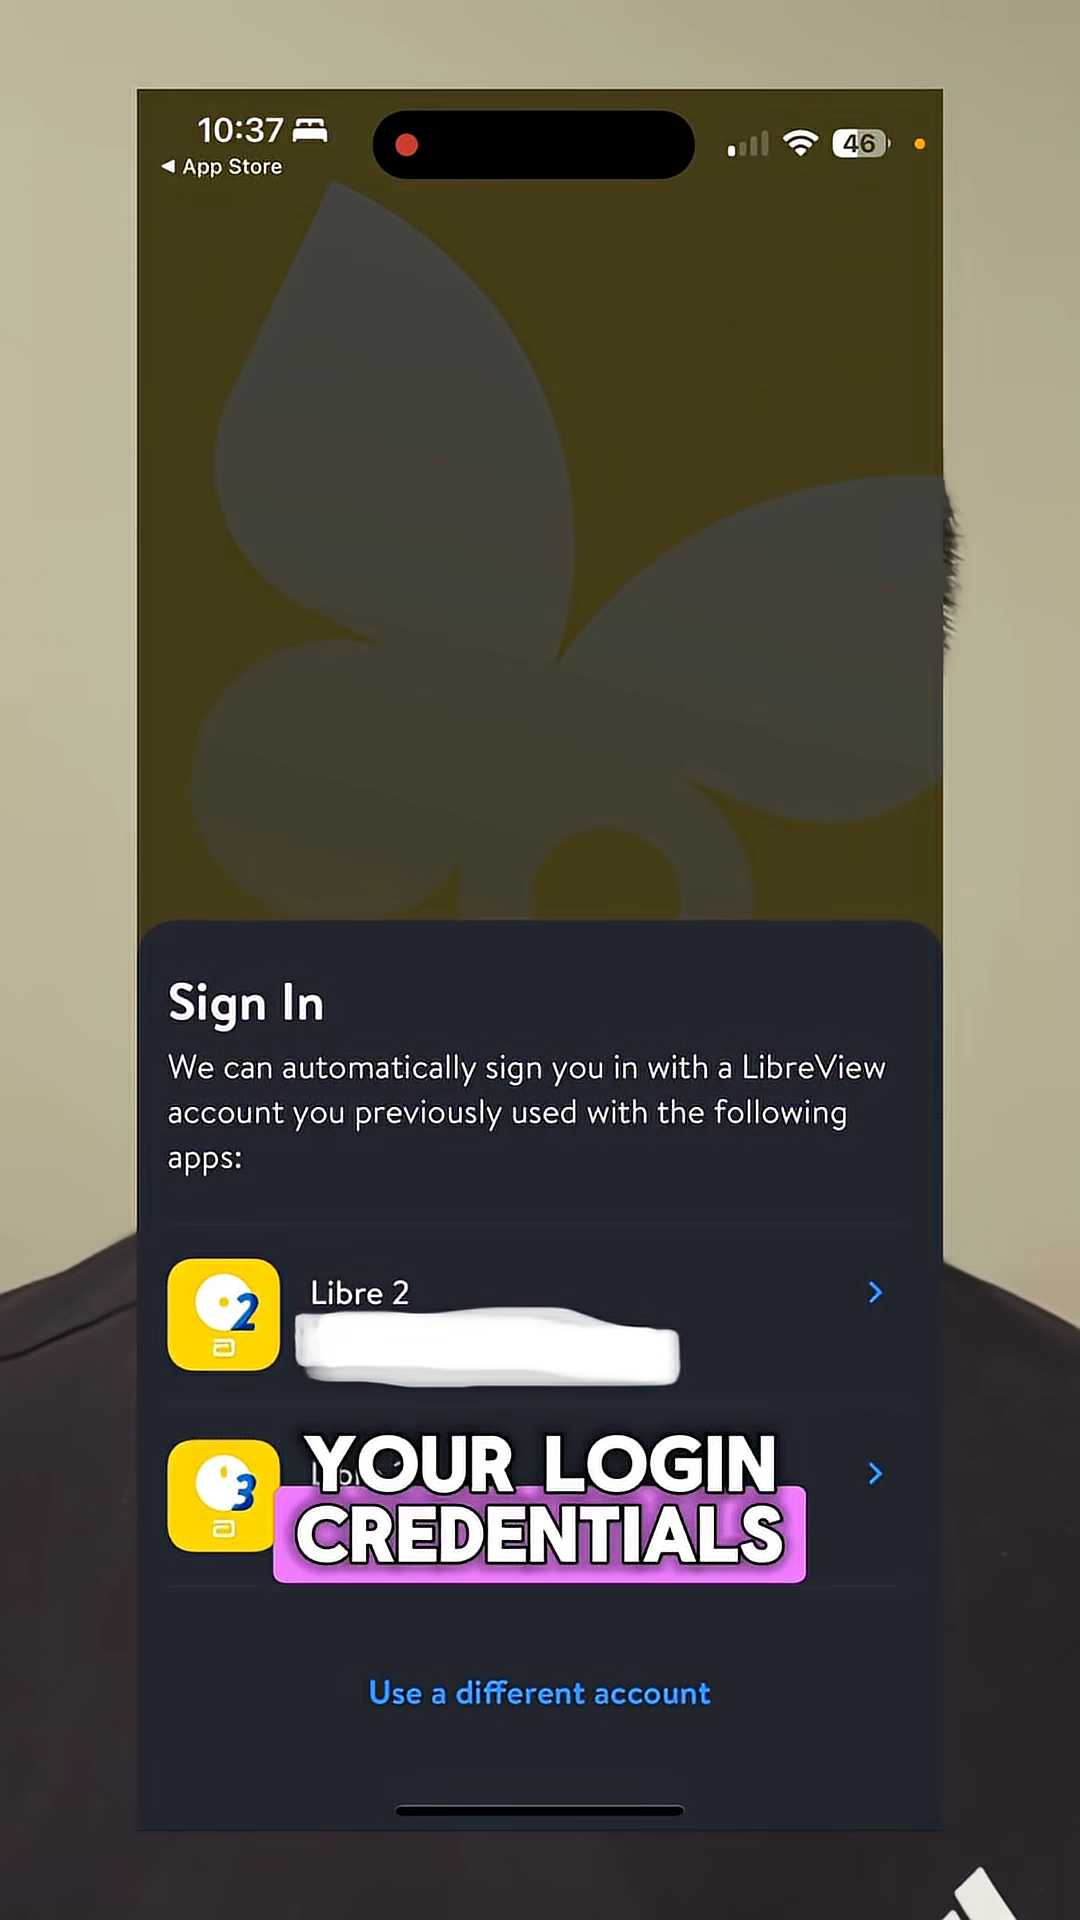 10:37
46
◀ App Store
Sign In
We can automatically sign you in with a LibreView
account you previously used with the following
apps:
2
Libre 2
3
YOUR LOGIN
CREDENTIALS
Use a different account